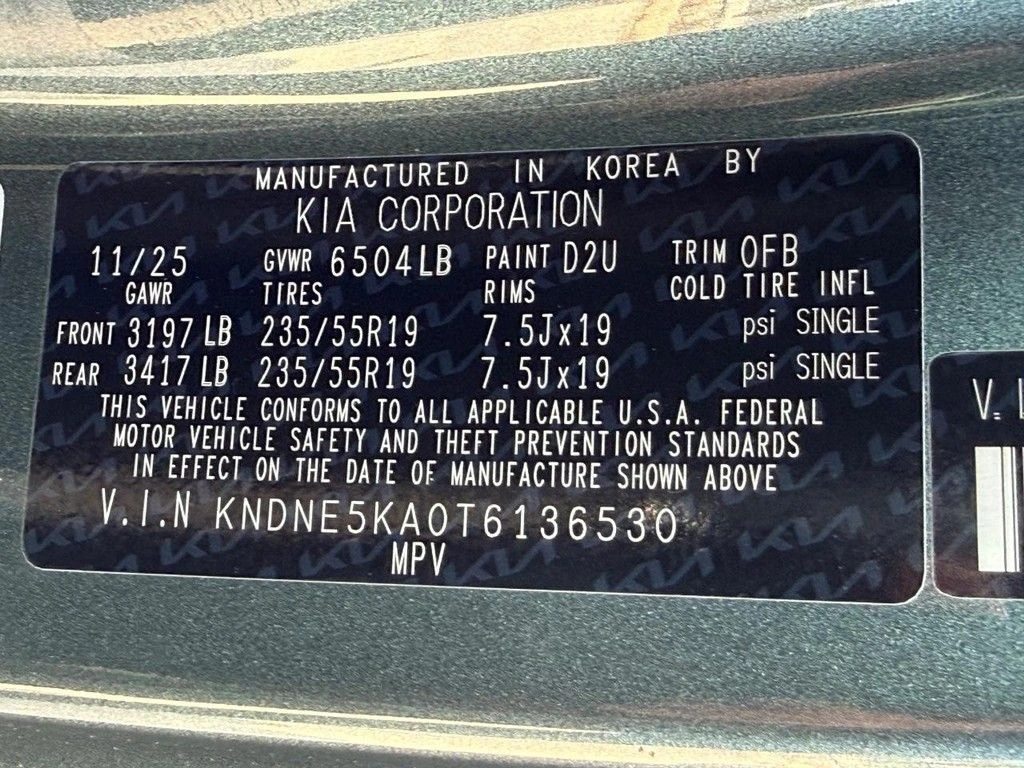 MANUFACTURED IN KOREA BY
KIA CORPORATION
11/25 GVWR 6504LB PAINT D2U TRIM OFB
GAWR TIRES RIMS COLD TIRE INFL
FRONT 3197 LB 235/55R19 7.5Jx19 psi SINGLE
REAR 3417 LB 235/55R19 7.5Jx19 psi SINGLE
THIS VEHICLE CONFORMS TO ALL APPLICABLE U.S.A. FEDERAL
MOTOR VEHICLE SAFETY AND THEFT PREVENTION STANDARDS
IN EFFECT ON THE DATE OF MANUFACTURE SHOWN ABOVE
V.I.N KNDNE5KA0T6136530
MPV
V.